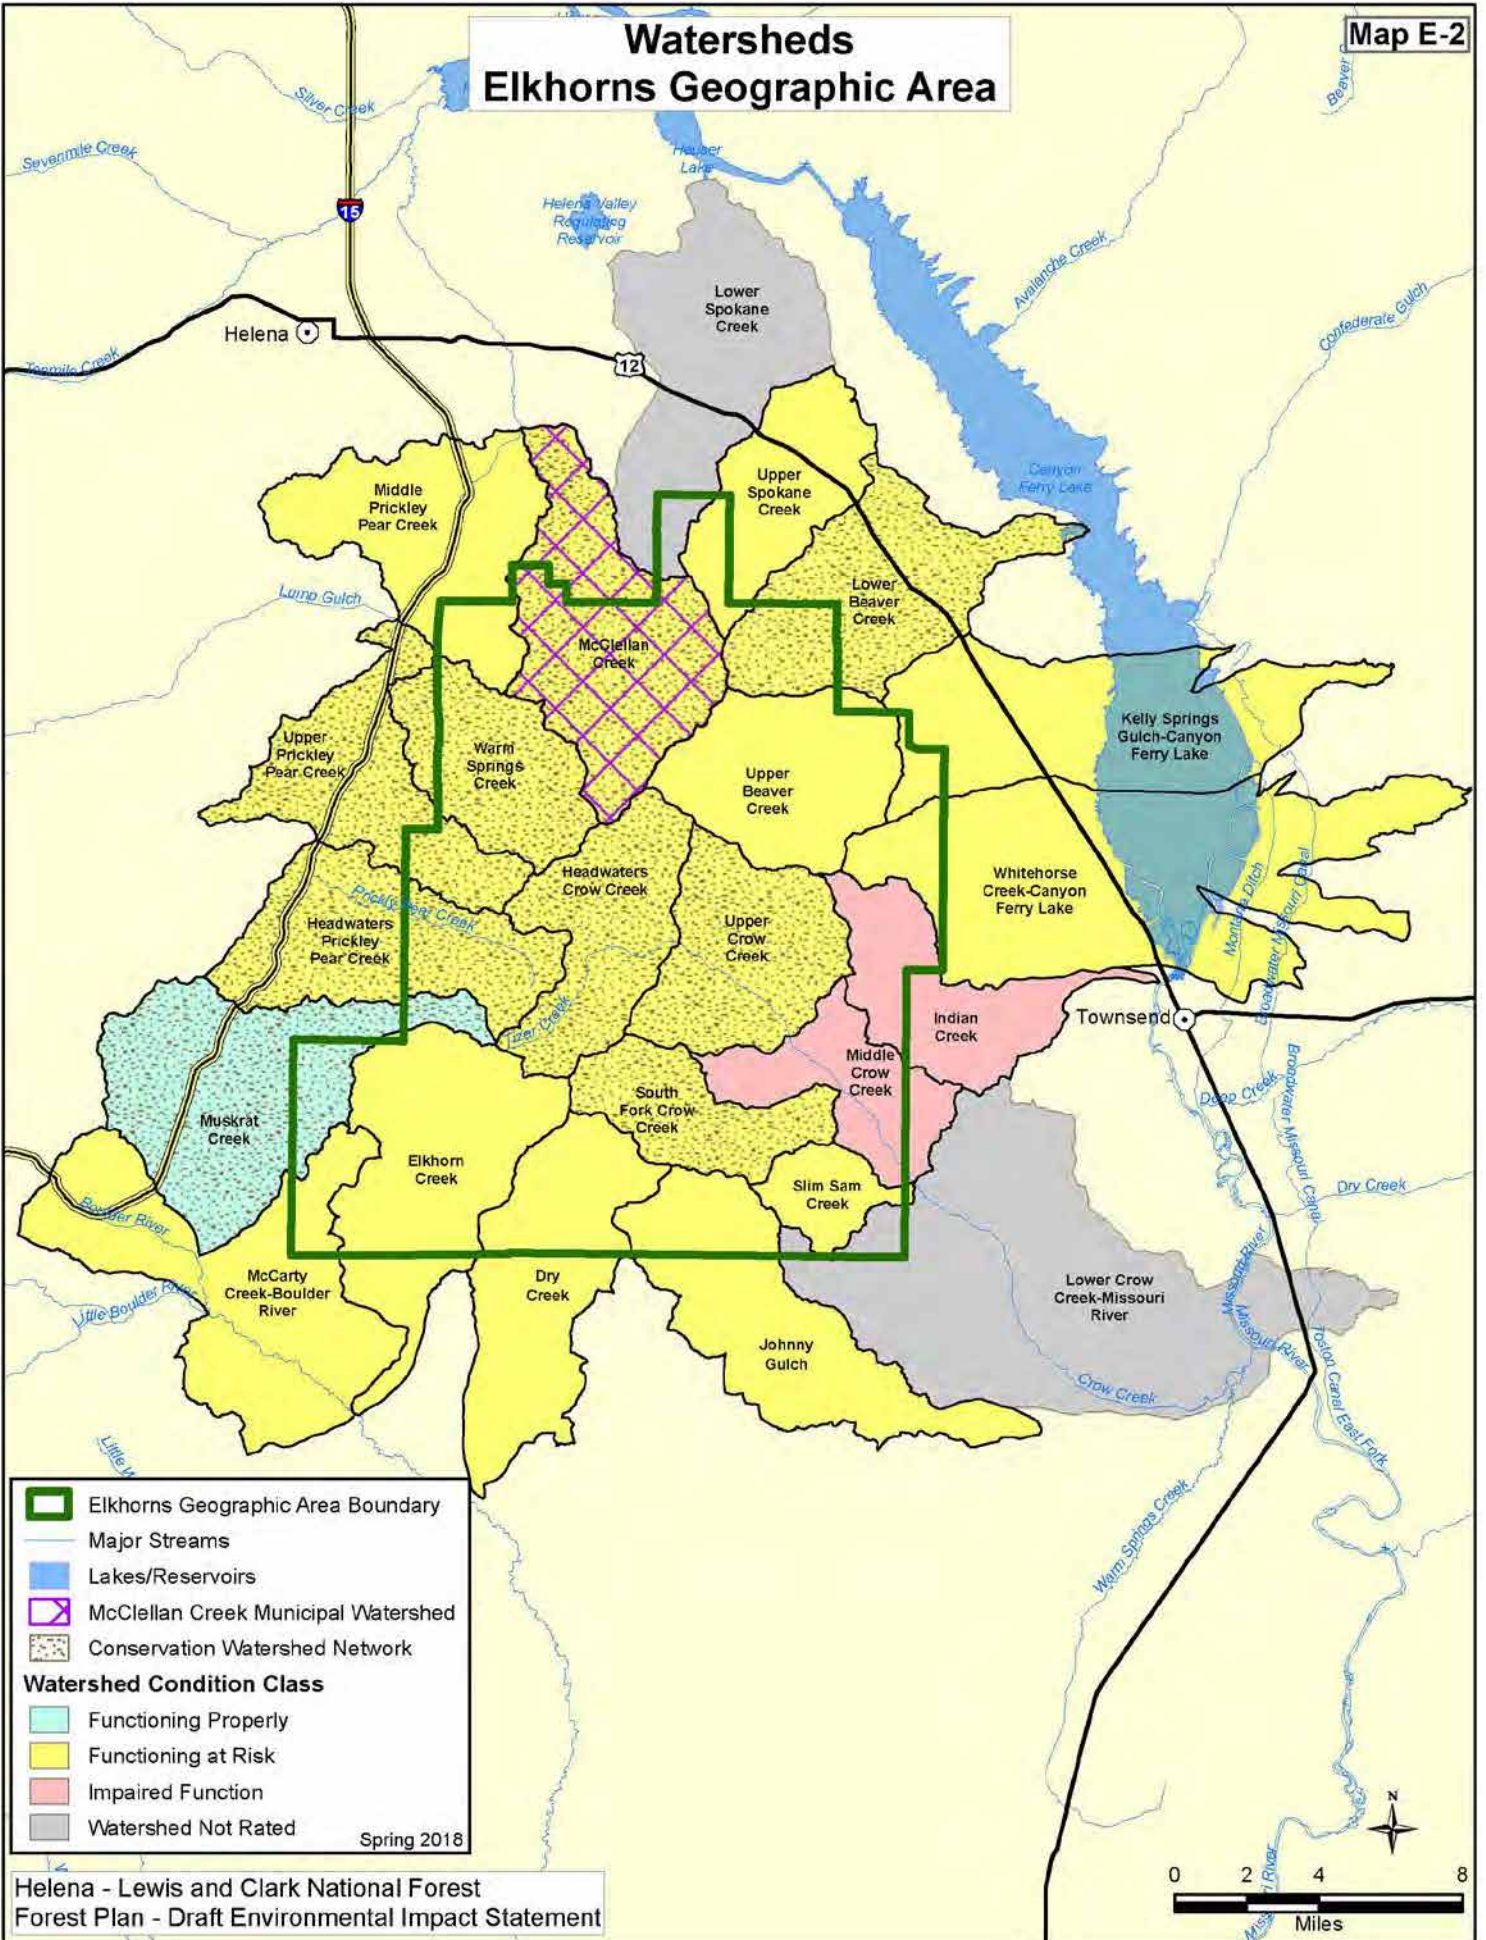 Watersheds
Elkhorns Geographic Area
Map E-2
Silver Creek
Sevenmile Creek
Beaver C
15
Hauser
Lake
Helena Valley
Regulating
Reservoir
Avalanche Creek
Confederate Gulch
Lower
Spokane
Creek
Helena
Tenmile Creek
12
Canyon
Ferry Lake
Middle
Prickley
Pear Creek
Upper
Spokane
Creek
Lump Gulch
Lower
Beaver
Creek
McClellan
Creek
Kelly Springs
Gulch-Canyon
Ferry Lake
Upper
Prickley
Pear Creek
Warm
Springs
Creek
Upper
Beaver
Creek
Headwaters
Crow Creek
Whitehorse
Creek-Canyon
Ferry Lake
Prickly Pear Creek
Headwaters
Prickley
Pear Creek
Upper
Crow
Creek
Montana Ditch
Broadwater Missouri Canal
Tizer Creek
Indian
Creek
Townsend
Middle
Crow
Creek
Deep Creek
Broadwater Missouri Canal
South
Fork Crow
Creek
Muskrat
Creek
Elkhorn
Creek
Slim Sam
Creek
Dry Creek
Boulder River
Little Boulder River
McCarty
Creek-Boulder
River
Dry
Creek
Lower Crow
Creek-Missouri
River
Missouri River
Missouri River
Johnny
Gulch
Crow Creek
Toston Canal East Fork
Little W
Warm Springs Creek
Elkhorns Geographic Area Boundary
Major Streams
Lakes/Reservoirs
McClellan Creek Municipal Watershed
Conservation Watershed Network
Watershed Condition Class
Functioning Properly
Functioning at Risk
Impaired Function
Watershed Not Rated
Spring 2018
N
0 2 4 8
Miles
Helena - Lewis and Clark National Forest
Forest Plan - Draft Environmental Impact Statement